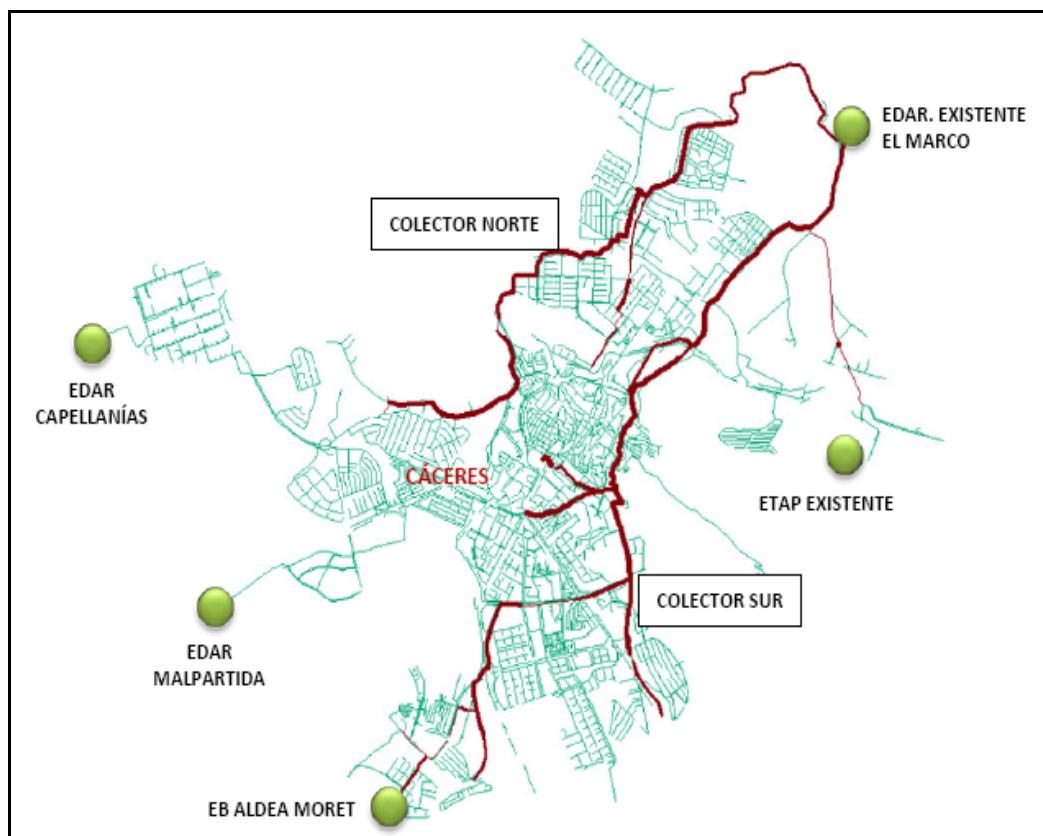 EDAR. EXISTENTE
EL MARCO
COLECTOR NORTE
EDAR
CAPELLANÍAS
CÁCERES
ETAP EXISTENTE
COLECTOR SUR
EDAR
MALPARTIDA
EB ALDEA MORET